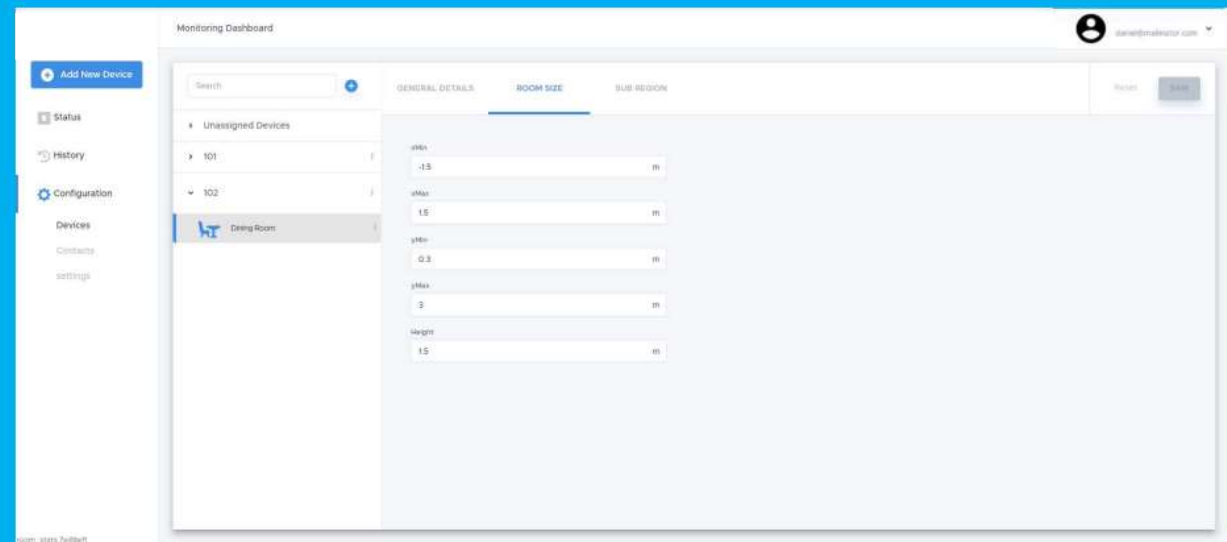 Monitoring Dashboard
Add New Device
Status
History
Configuration
Devices
Contacts
settings
Search
Unassigned Devices
101
102
Dining Room
GENERAL DETAILS
ROOM SIZE
SUB REGION
Reset
SAVE
xMin
-1.5 m
xMax
1.5 m
yMin
0.3 m
yMax
3 m
Height
1.5 m